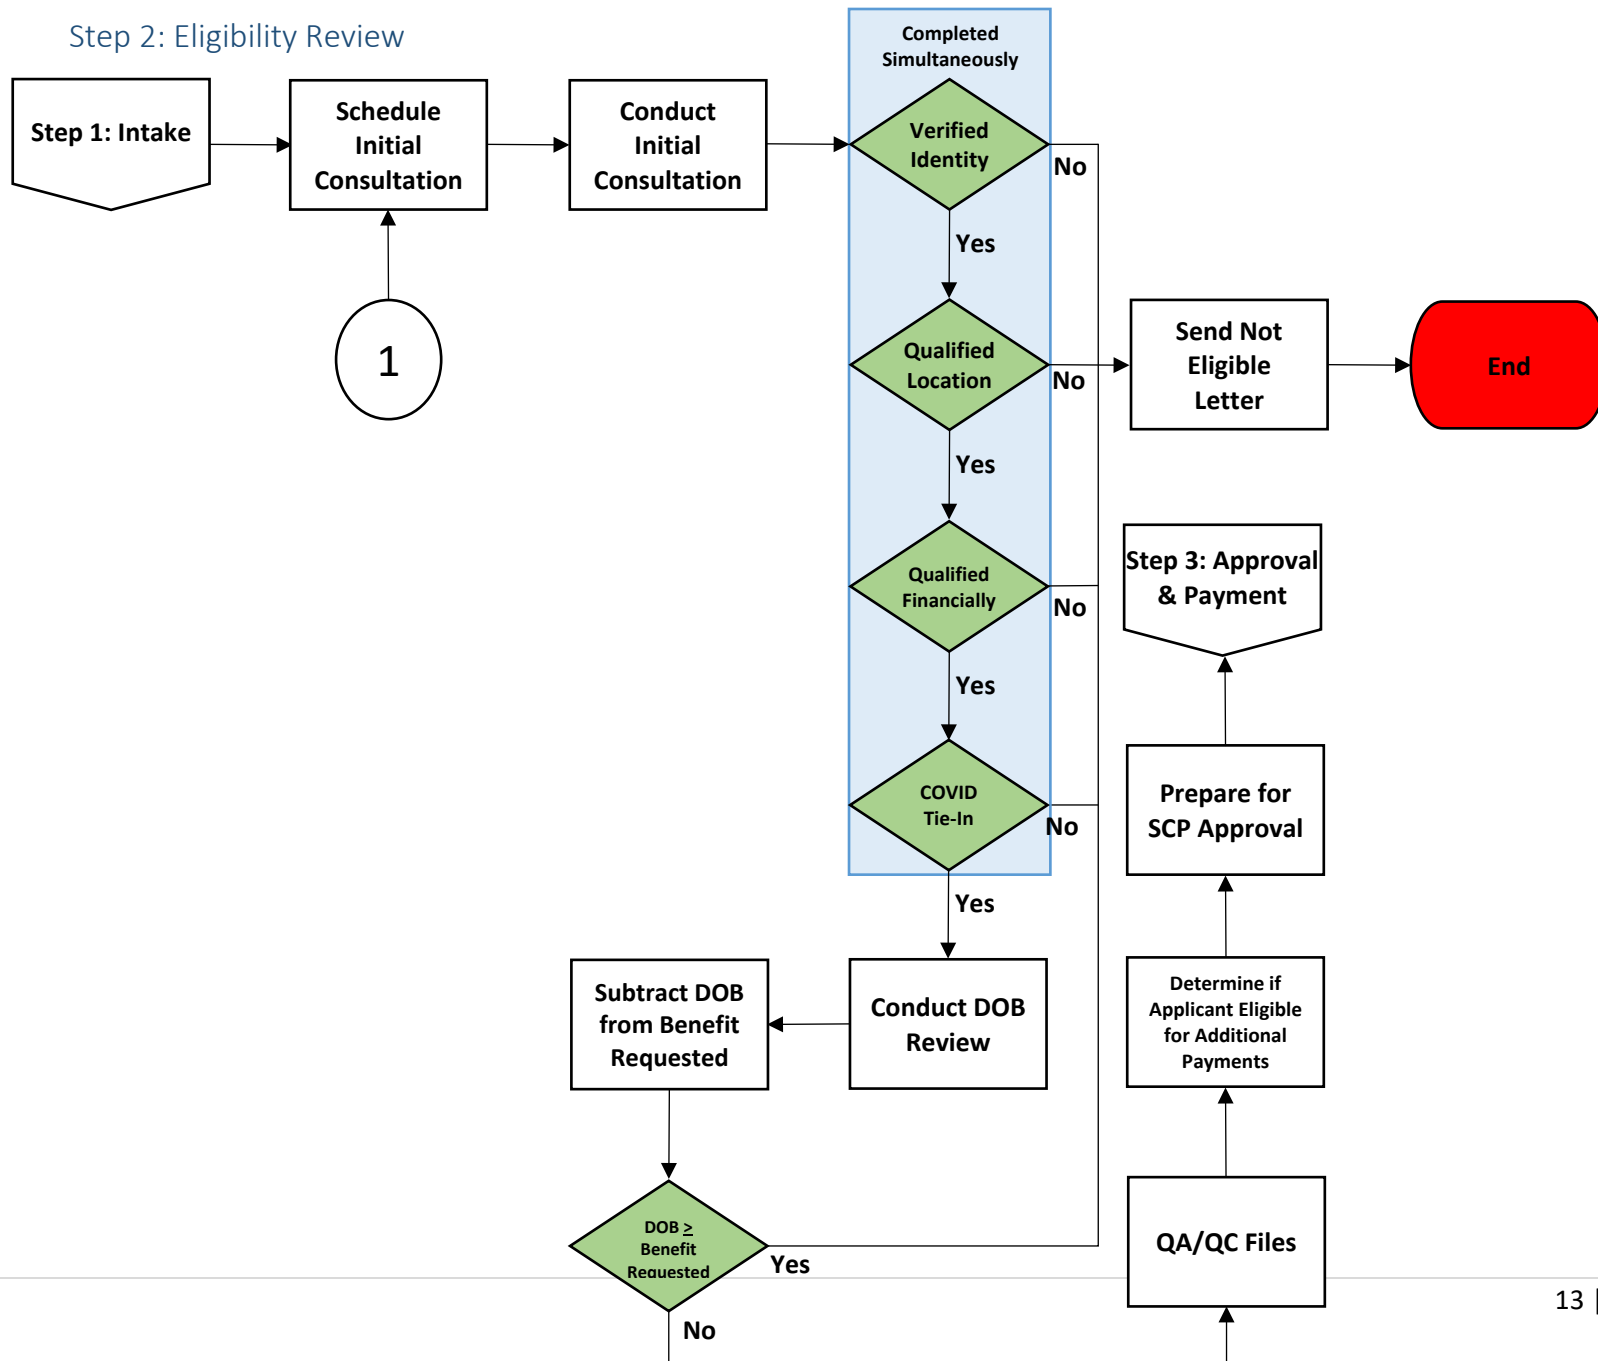 Step 2: Eligibility Review
Completed
Simultaneously
Step 1: Intake
Schedule
Initial
Consultation
Conduct
Initial
Consultation
Verified
Identity
No
Yes
1
Qualified
Location
No
Send Not
Eligible
Letter
End
Yes
Qualified
Financially
No
Step 3: Approval
& Payment
Yes
COVID
Tie-In
No
Prepare for
SCP Approval
Yes
Subtract DOB
from Benefit
Requested
Conduct DOB
Review
Determine if
Applicant Eligible
for Additional
Payments
DOB ≥
Benefit
Requested
Yes
QA/QC Files
No
13 |